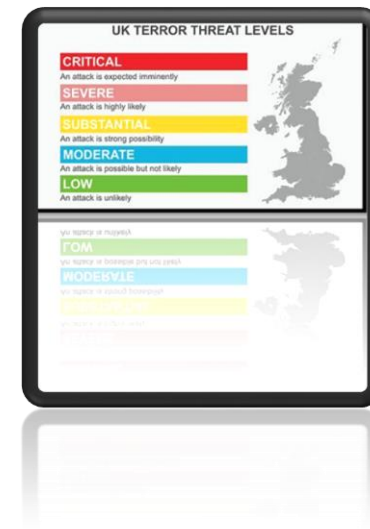 UK TERROR THREAT LEVELS
CRITICAL
An attack is expected imminently
SEVERE
An attack is highly likely
SUBSTANTIAL
An attack is strong possibility
MODERATE
An attack is possible but not likely
LOW
An attack is unlikely